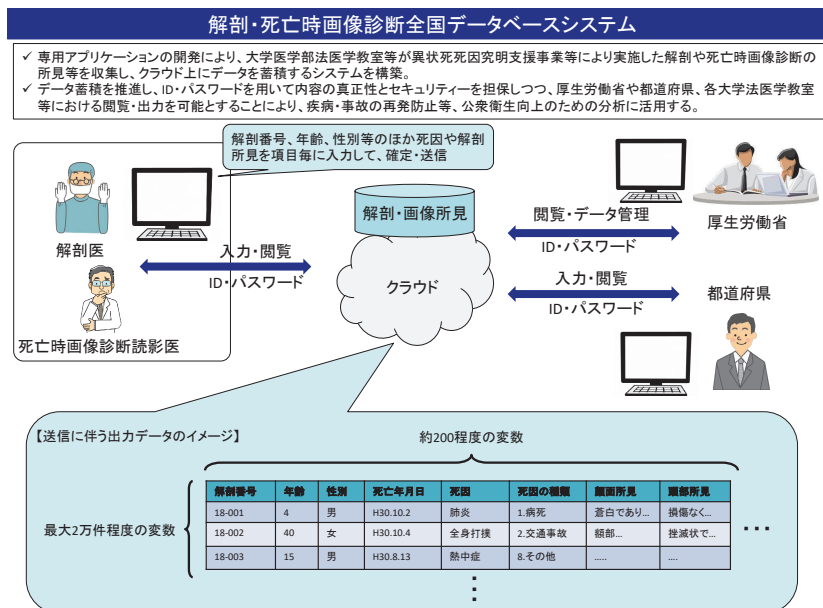 解剖・死亡時画像診断全国データベースシステム
✓ 専用アプリケーションの開発により、大学医学部法医学教室等が異状死死因究明支援事業等により実施した解剖や死亡時画像診断の
所見等を収集し、クラウド上にデータを蓄積するシステムを構築。
✓ データ蓄積を推進し、ID・パスワードを用いて内容の真正性とセキュリティーを担保しつつ、厚生労働省や都道府県、各大学法医学教室
等における閲覧・出力を可能とすることにより、疾病・事故の再発防止等、公衆衛生向上のための分析に活用する。
解剖番号、年齢、性別等のほか死因や解剖
所見を項目毎に入力して、確定・送信
解剖医
死亡時画像診断読影医
入力・閲覧
ID・パスワード
解剖・画像所見
クラウド
閲覧・データ管理
ID・パスワード
厚生労働省
入力・閲覧
ID・パスワード
都道府県
【送信に伴う出力データのイメージ】
約200程度の変数
最大2万件程度の変数
解剖番号 年齢 性別 死亡年月日 死因 死因の種類 顔面所見 頭部所見
18-001 4 男 H30.10.2 肺炎 1.病死 蒼白であり... 損傷なく...
18-002 40 女 H30.10.4 全身打撲 2.交通事故 額部... 挫滅状で...
18-003 15 男 H30.8.13 熱中症 8.その他 ..... ....
・・・
⋮